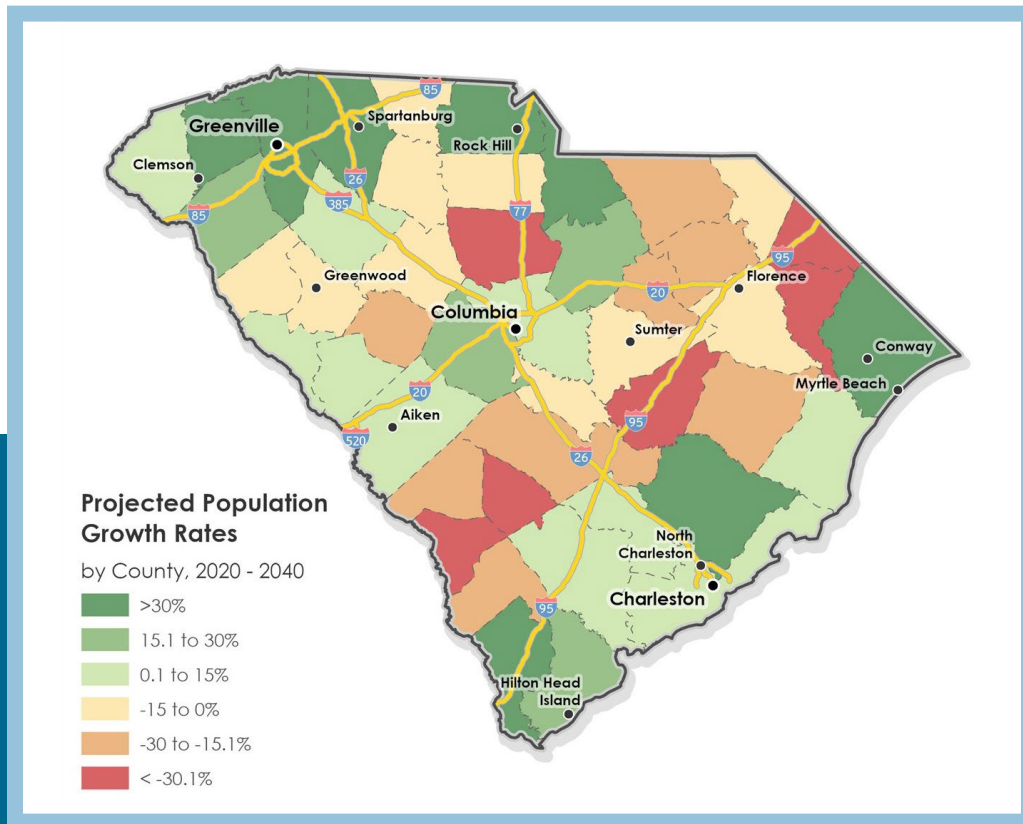 85
Spartanburg
Greenville
Rock Hill
Clemson
26
385
77
85
95
Greenwood
Florence
20
Columbia
Sumter
Conway
Myrtle Beach
20
Aiken
95
520
26
Projected Population
Growth Rates
by County, 2020 - 2040
>30%
15.1 to 30%
0.1 to 15%
-15 to 0%
-30 to -15.1%
< -30.1%
North
Charleston
Charleston
95
Hilton Head
Island